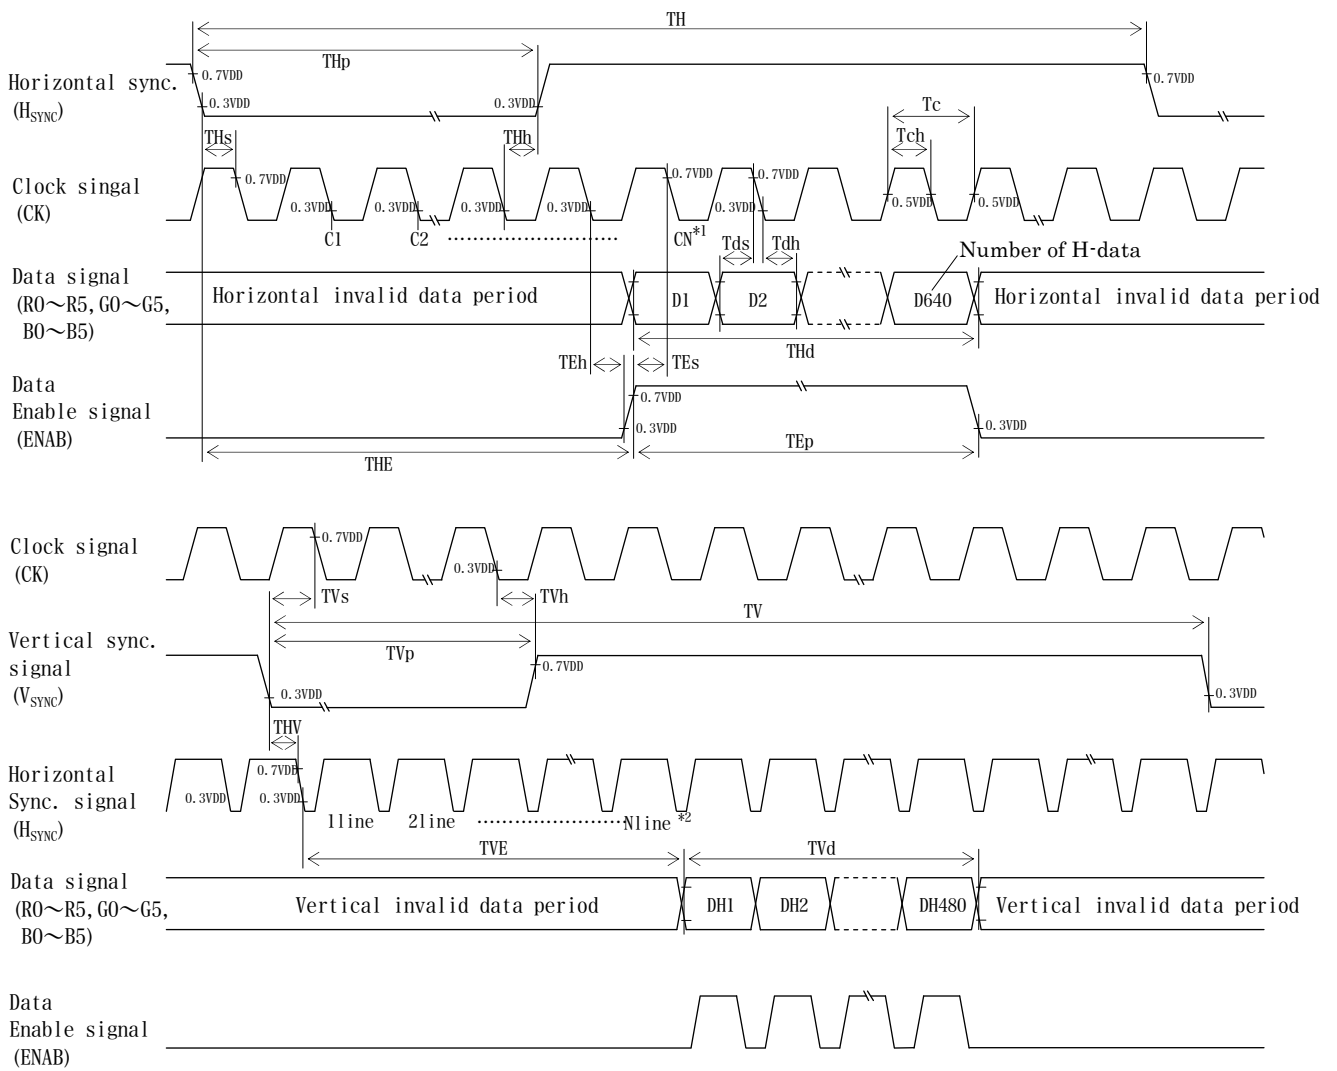 TH
THp
Horizontal sync.
(HSYNC)
0.7VDD
0.3VDD
0.3VDD
0.7VDD
THs
THh
Tc
Tch
Clock singal
(CK)
0.7VDD
0.3VDD
0.3VDD
0.3VDD
0.3VDD
0.7VDD
0.3VDD
0.7VDD
0.5VDD
0.5VDD
C1
C2
CN*1
Tds
Tdh
Number of H-data
Data signal
(R0～R5,G0～G5,
B0～B5)
Horizontal invalid data period
D1
D2
D640
Horizontal invalid data period
THd
TEh
TEs
Data
Enable signal
(ENAB)
0.7VDD
0.3VDD
0.3VDD
THE
TEp
Clock signal
(CK)
0.7VDD
0.3VDD
TVs
TVh
TV
Vertical sync.
signal
(VSYNC)
TVp
0.3VDD
0.7VDD
0.3VDD
THV
Horizontal
Sync. signal
(HSYNC)
0.7VDD
0.3VDD
0.3VDD
1line
2line
Nline *2
TVE
TVd
Data signal
(R0～R5,G0～G5,
B0～B5)
Vertical invalid data period
DH1
DH2
DH480
Vertical invalid data period
Data
Enable signal
(ENAB)